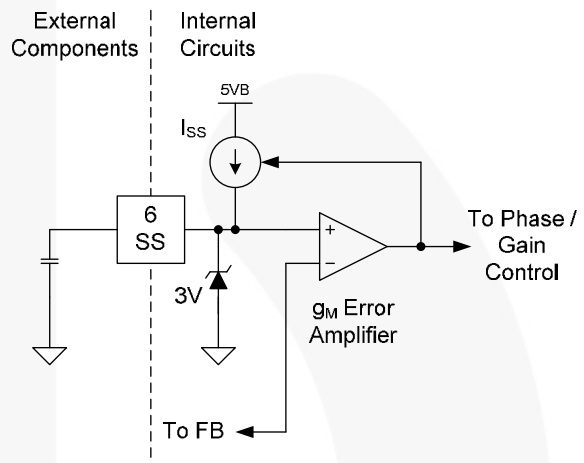 External
Components
Internal
Circuits
5VB
ISS
6
SS
+
−
3V
gM Error
Amplifier
To Phase /
Gain
Control
To FB